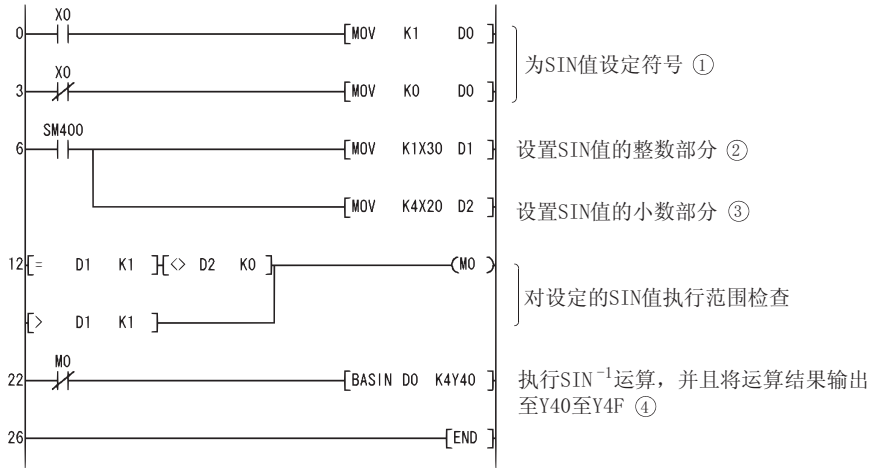 X0
0 [MOV K1 D0] 为SIN值设定符号 ①
X0
3 [MOV K0 D0]
SM400
6 [MOV K1X30 D1] 设置SIN值的整数部分 ②
[MOV K4X20 D2] 设置SIN值的小数部分 ③
12 [= D1 K1] [<> D2 K0] (M0) 对设定的SIN值执行范围检查
[> D1 K1]
M0
22 [BASIN D0 K4Y40] 执行SIN⁻¹运算，并且将运算结果输出
至Y40至Y4F ④
26 [END]